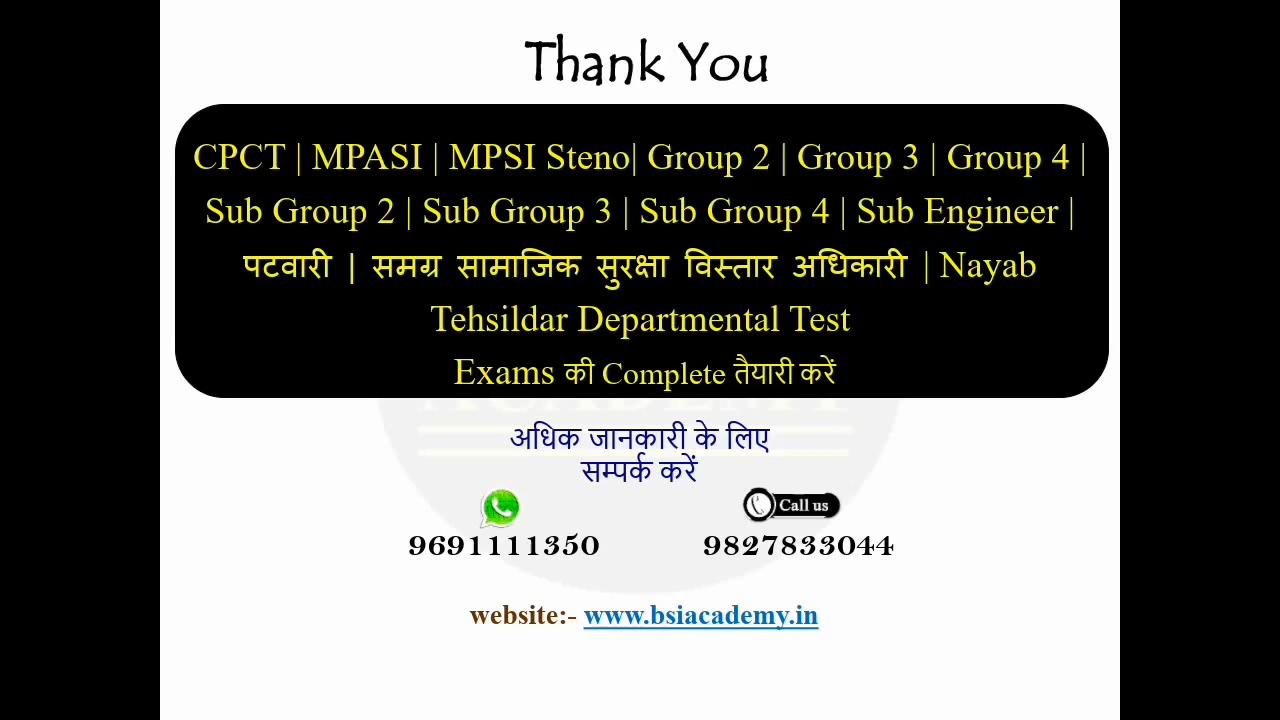 Thank You
CPCT | MPASI | MPSI Steno| Group 2 | Group 3 | Group 4 |
Sub Group 2 | Sub Group 3 | Sub Group 4 | Sub Engineer |
पटवारी | समग्र सामाजिक सुरक्षा विस्तार अधिकारी | Nayab
Tehsildar Departmental Test
Exams की Complete तैयारी करें
ACADEMY
अधिक जानकारी के लिए
सम्पर्क करें
Call us
9691111350 9827833044
website:- www.bsiacademy.in